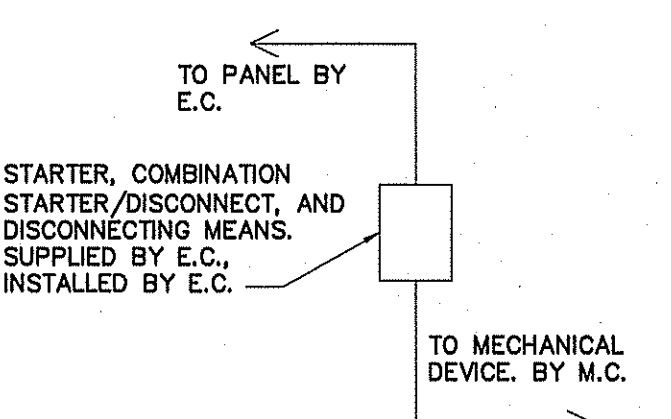 TO PANEL BY
E.C.
STARTER, COMBINATION
STARTER/DISCONNECT, AND
DISCONNECTING MEANS.
SUPPLIED BY E.C.,
INSTALLED BY E.C.
TO MECHANICAL
DEVICE. BY M.C.